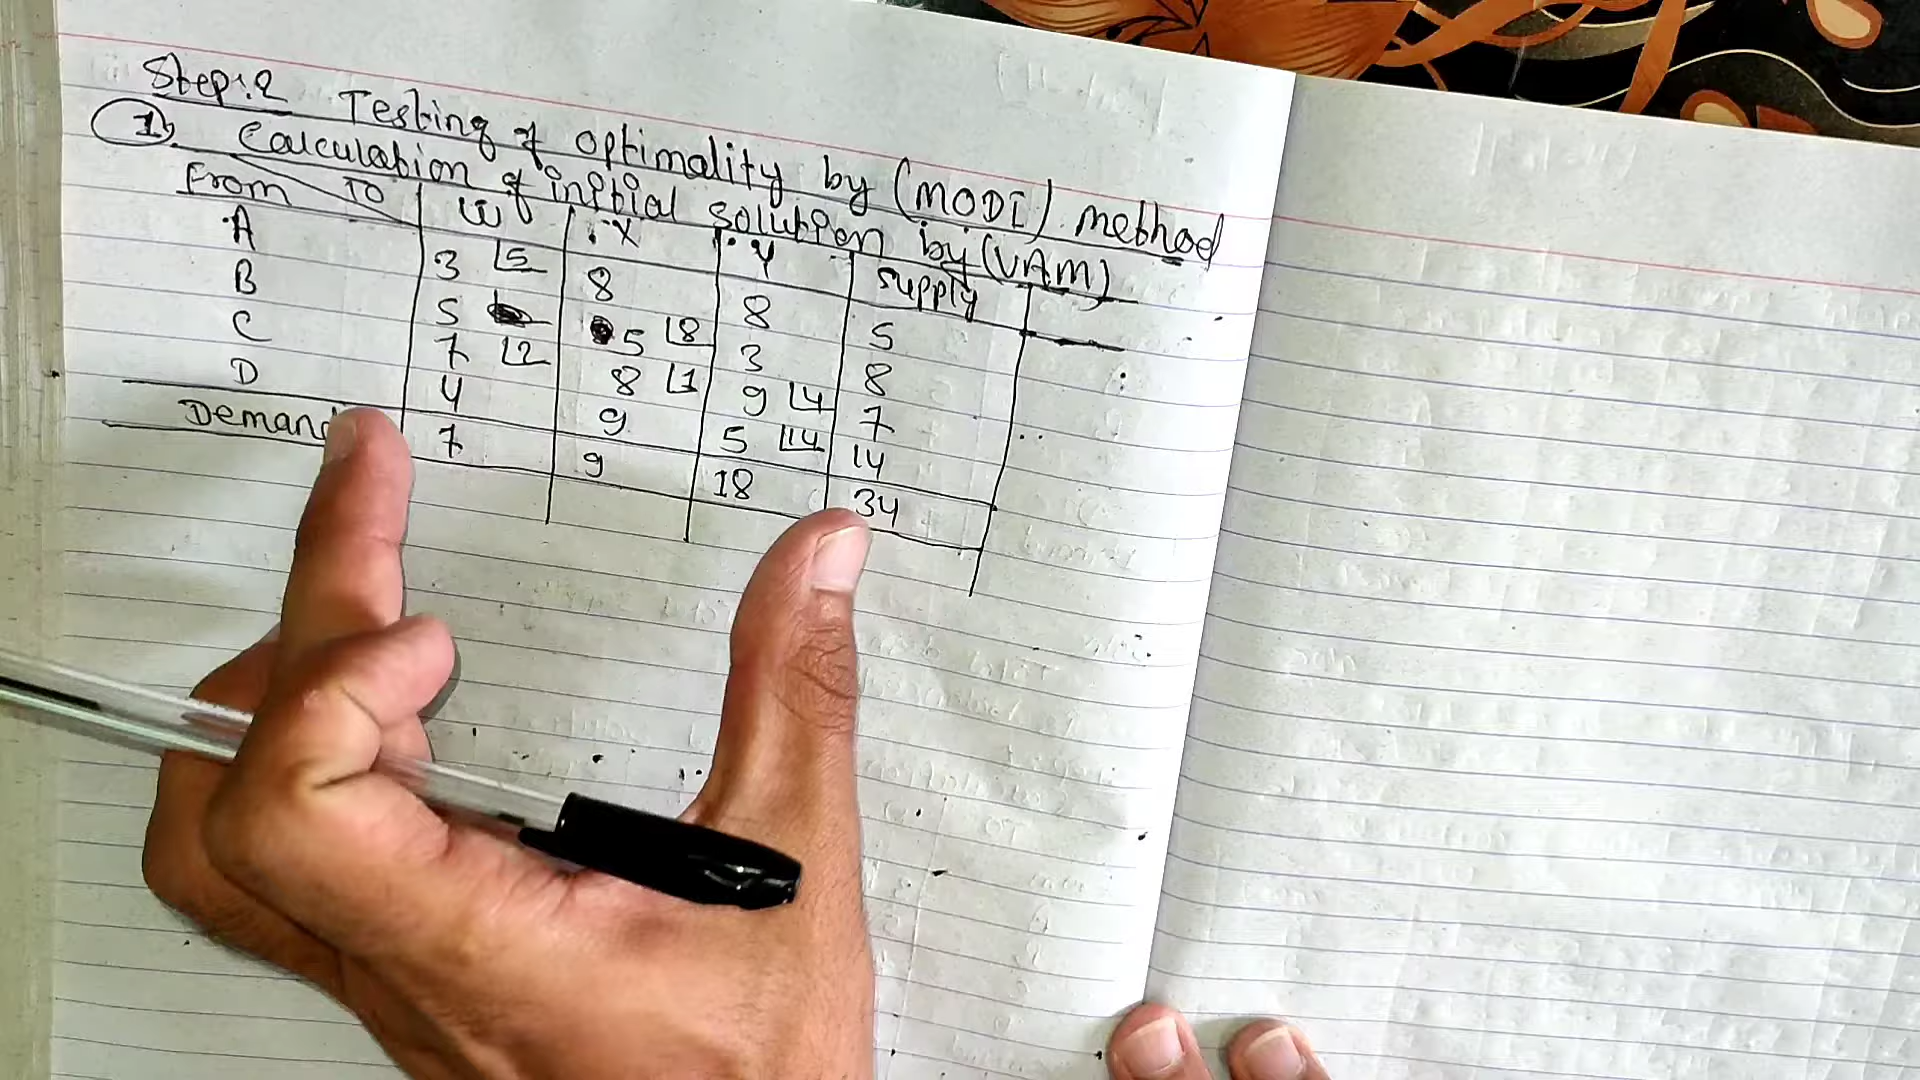 Step:2 Testing of optimality by (MODI) method
1). Calculation of initial solution by (VAM)
From TO W X Y Supply
A 3 5 8 8 5
B 5 5 8 3 8
C 7 2 8 1 9 4 7
D 4 9 5 14 14
Demand 7 9 18 34